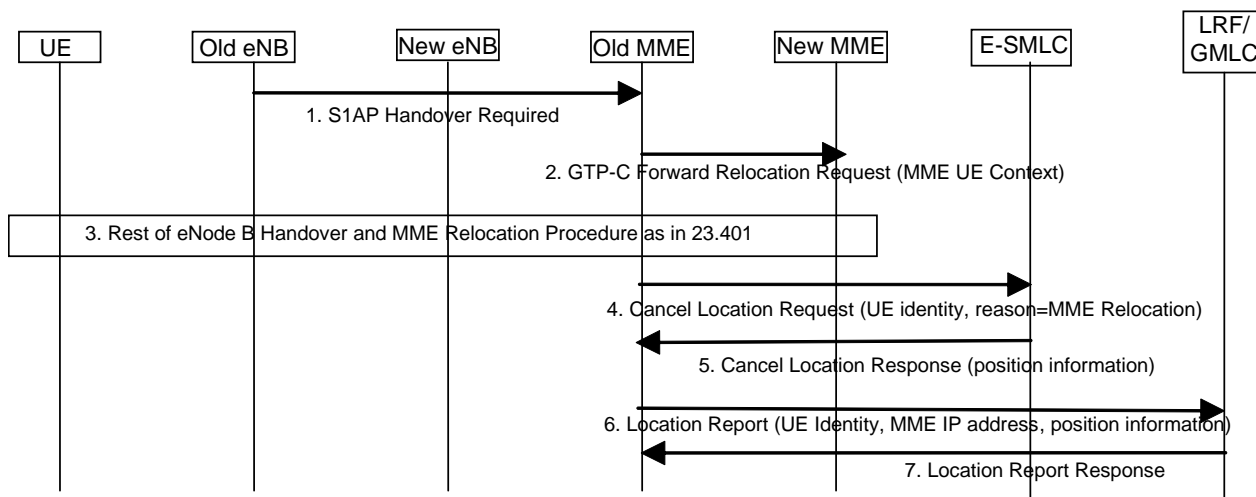 UE
Old eNB
New eNB
Old MME
New MME
E-SMLC
LRF/
GMLC
1. S1AP Handover Required
2. GTP-C Forward Relocation Request (MME UE Context)
3. Rest of eNode B Handover and MME Relocation Procedure as in 23.401
4. Cancel Location Request (UE identity, reason=MME Relocation)
5. Cancel Location Response (position information)
6. Location Report (UE Identity, MME IP address, position information)
7. Location Report Response